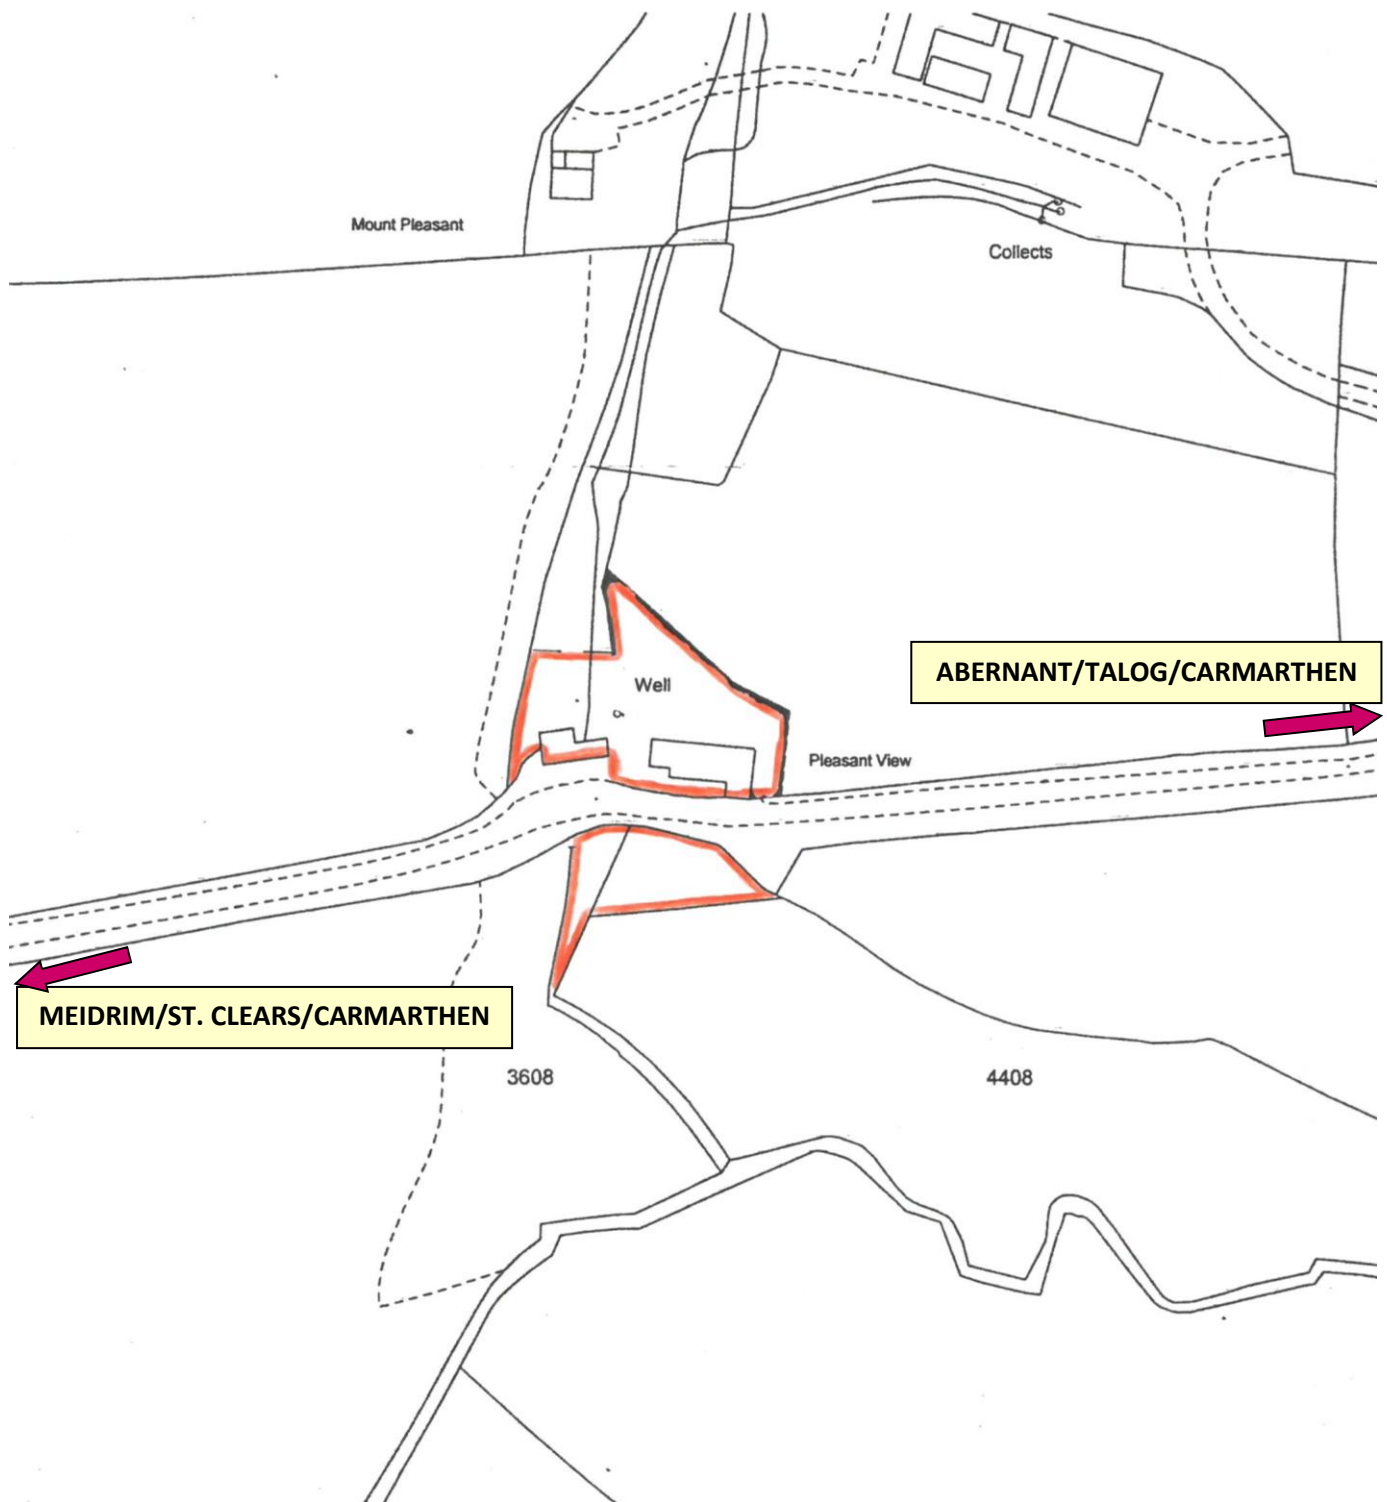 Mount Pleasant
Collects
ABERNANT/TALOG/CARMARTHEN
Well
Pleasant View
MEIDRIM/ST. CLEARS/CARMARTHEN
3608
4408